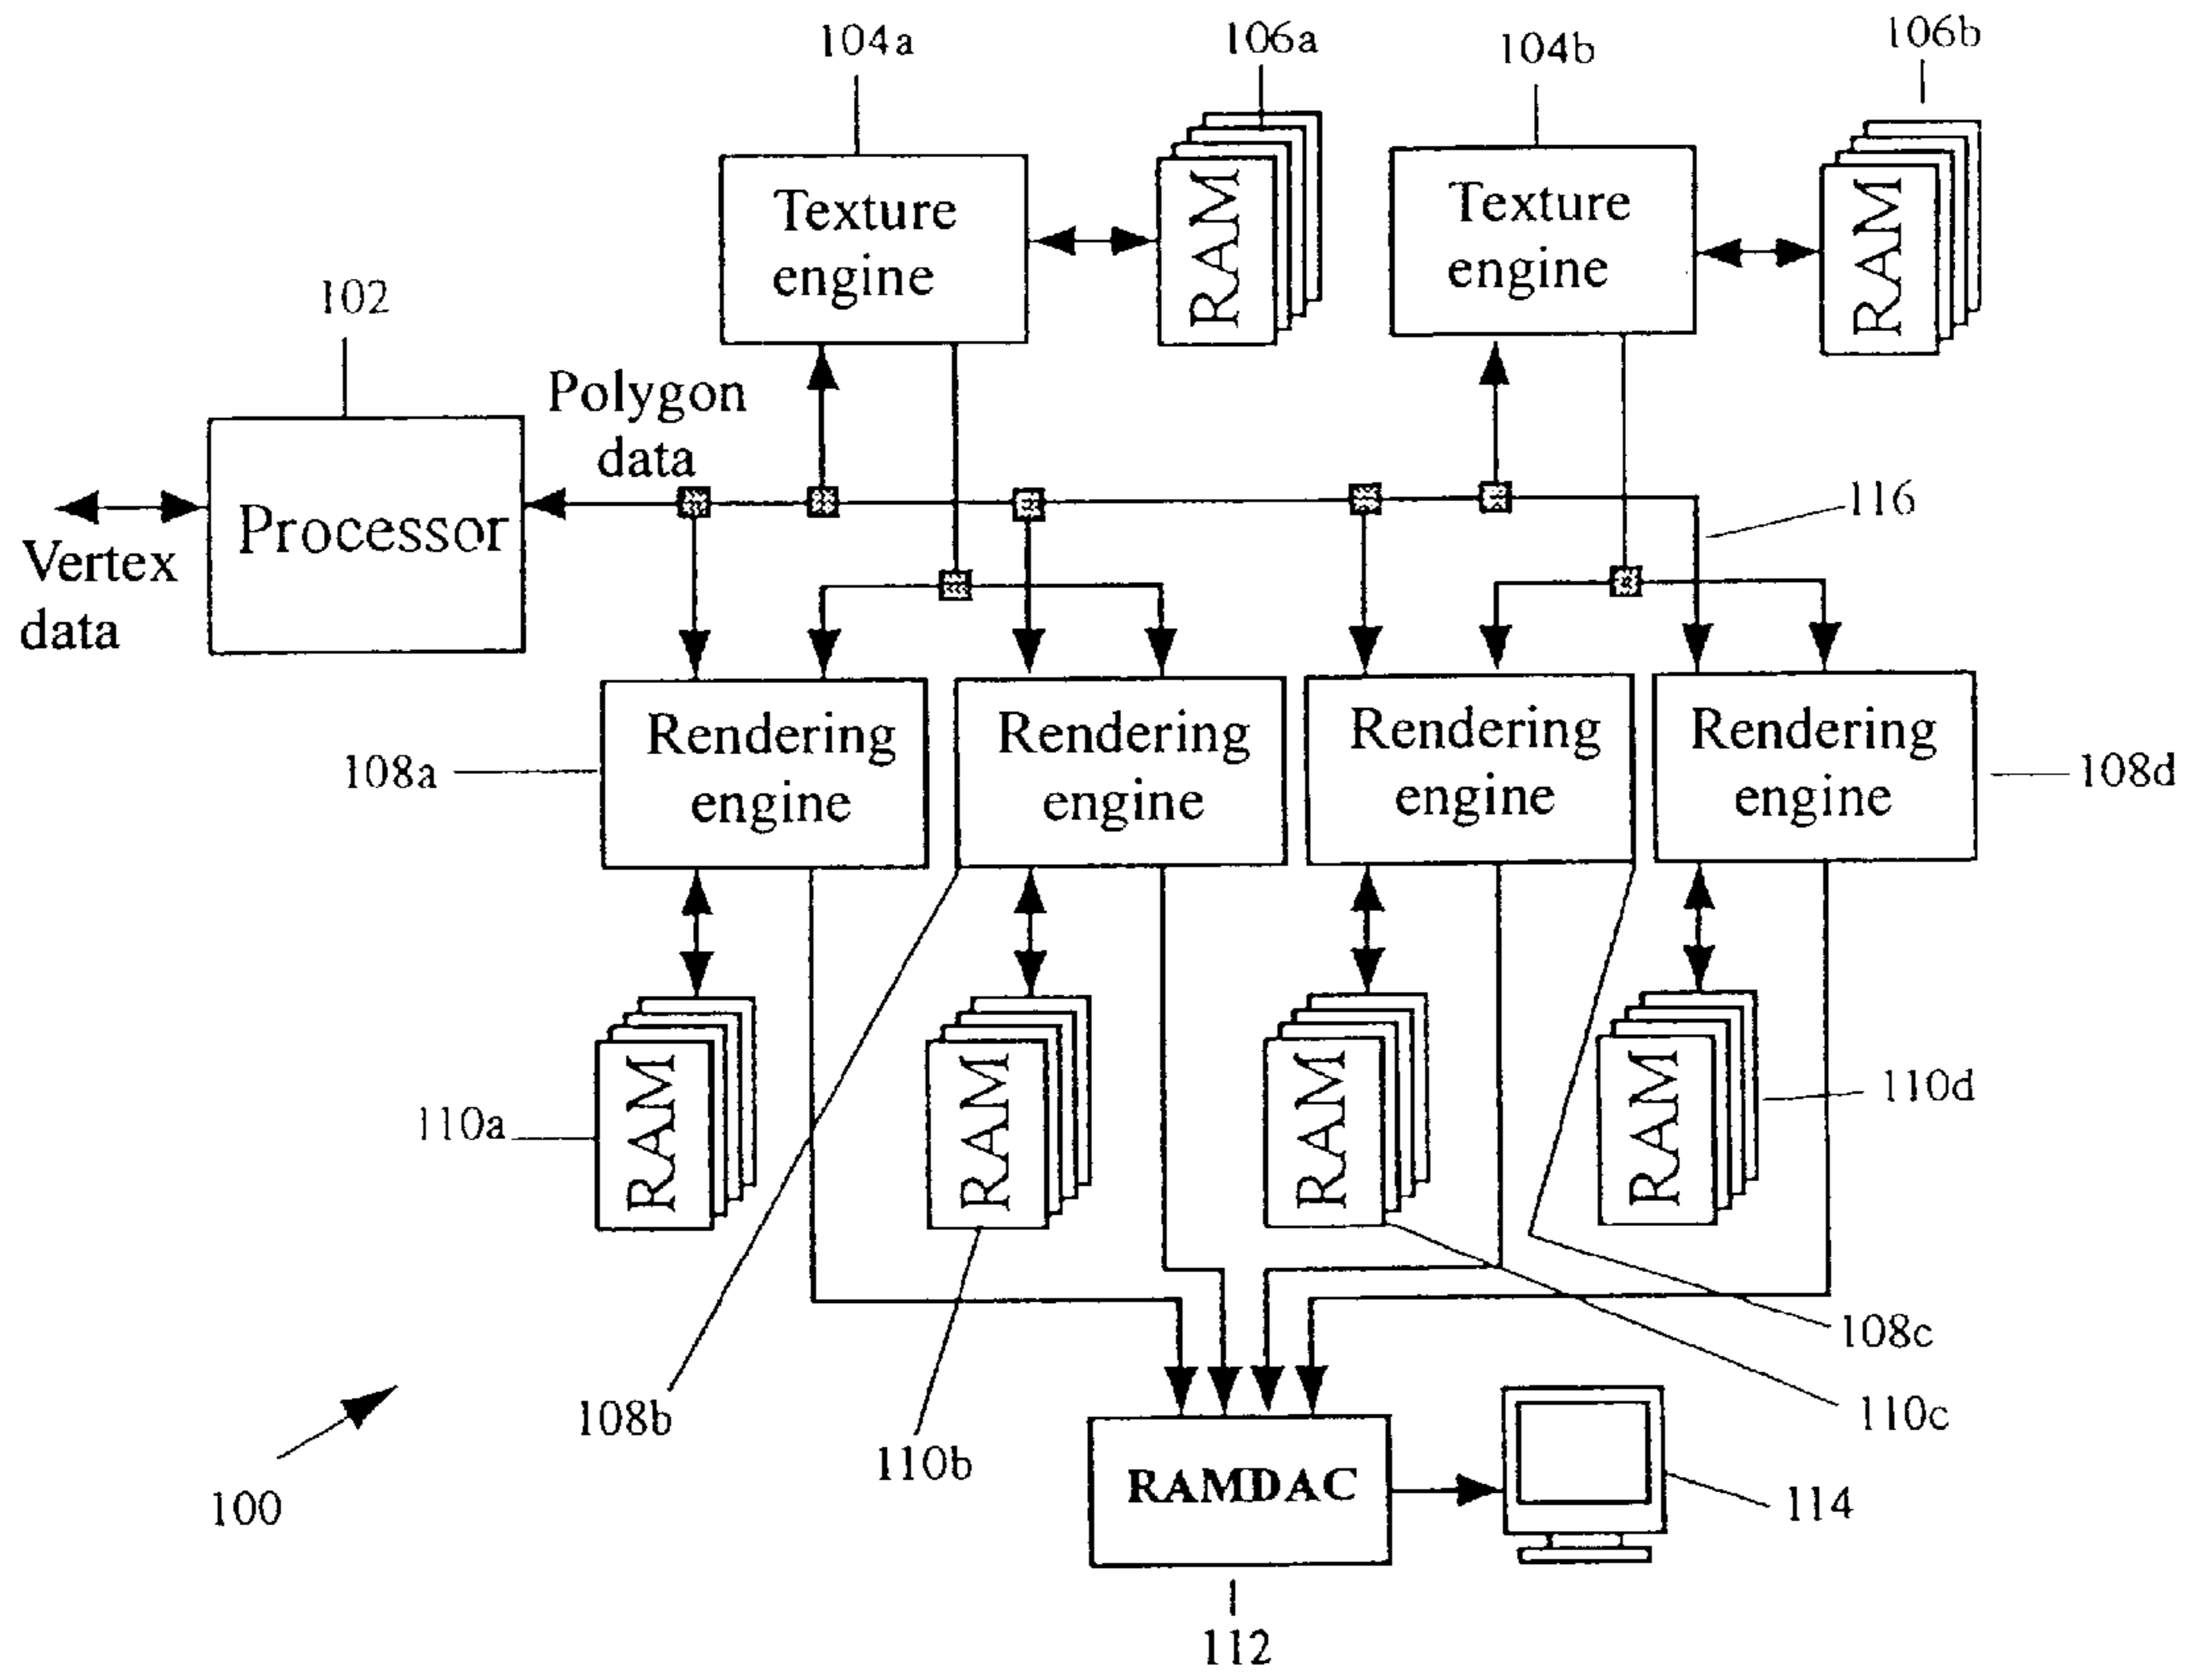 104a
106a
104b
106b
Texture
engine
RAM
Texture
engine
RAM
102
Polygon
data
Processor
Vertex
data
116
108a
Rendering
engine
Rendering
engine
Rendering
engine
Rendering
engine
108d
110a
RAM
RAM
RAM
RAM
110d
108c
108b
110b
110c
100
RAMDAC
114
112